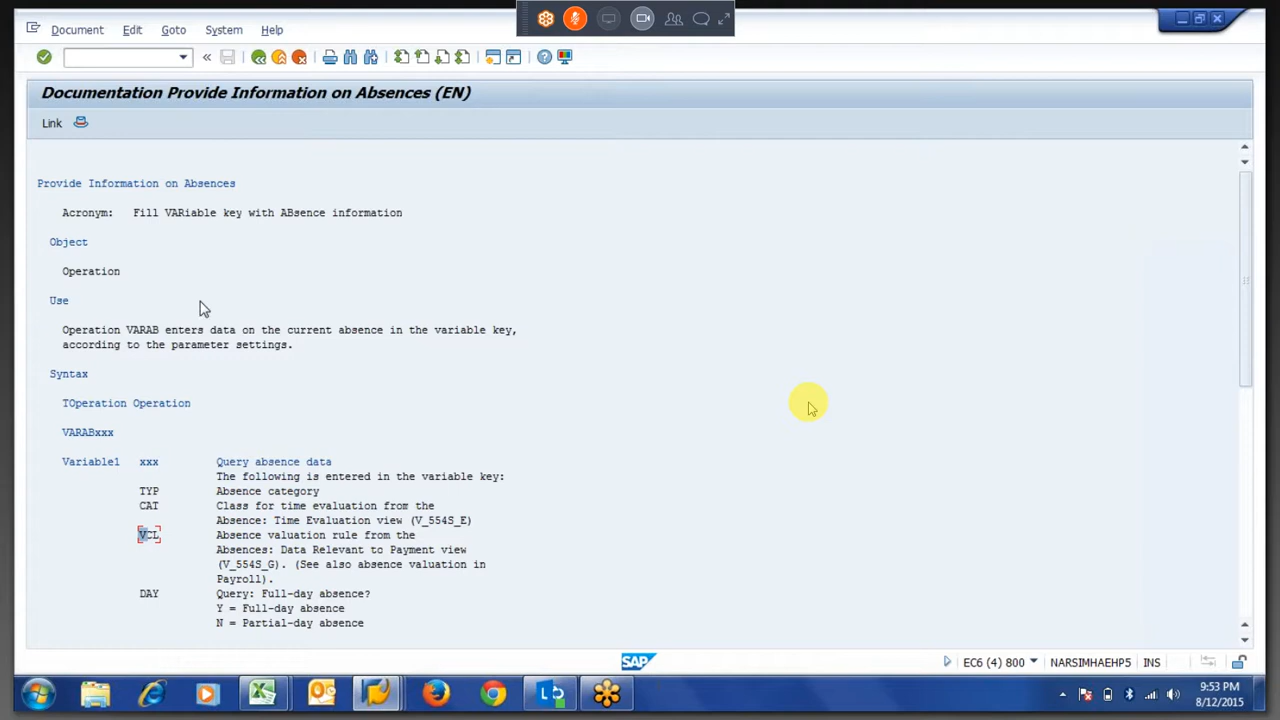 Document Edit Goto System Help
Documentation Provide Information on Absences (EN)
Link
Provide Information on Absences
Acronym: Fill VARiable key with ABsence information
Object
Operation
Use
Operation VARAB enters data on the current absence in the variable key,
according to the parameter settings.
Syntax
TOperation Operation
VARABxxx
Variable1 xxx Query absence data
The following is entered in the variable key:
TYP Absence category
CAT Class for time evaluation from the
Absence: Time Evaluation view (V_554S_E)
VCL Absence valuation rule from the
Absences: Data Relevant to Payment view
(V_554S_G). (See also absence valuation in
Payroll).
DAY Query: Full-day absence?
Y = Full-day absence
N = Partial-day absence
SAP
EC6 (4) 800 NARSIMHAEHP5 INS
9:53 PM
8/12/2015